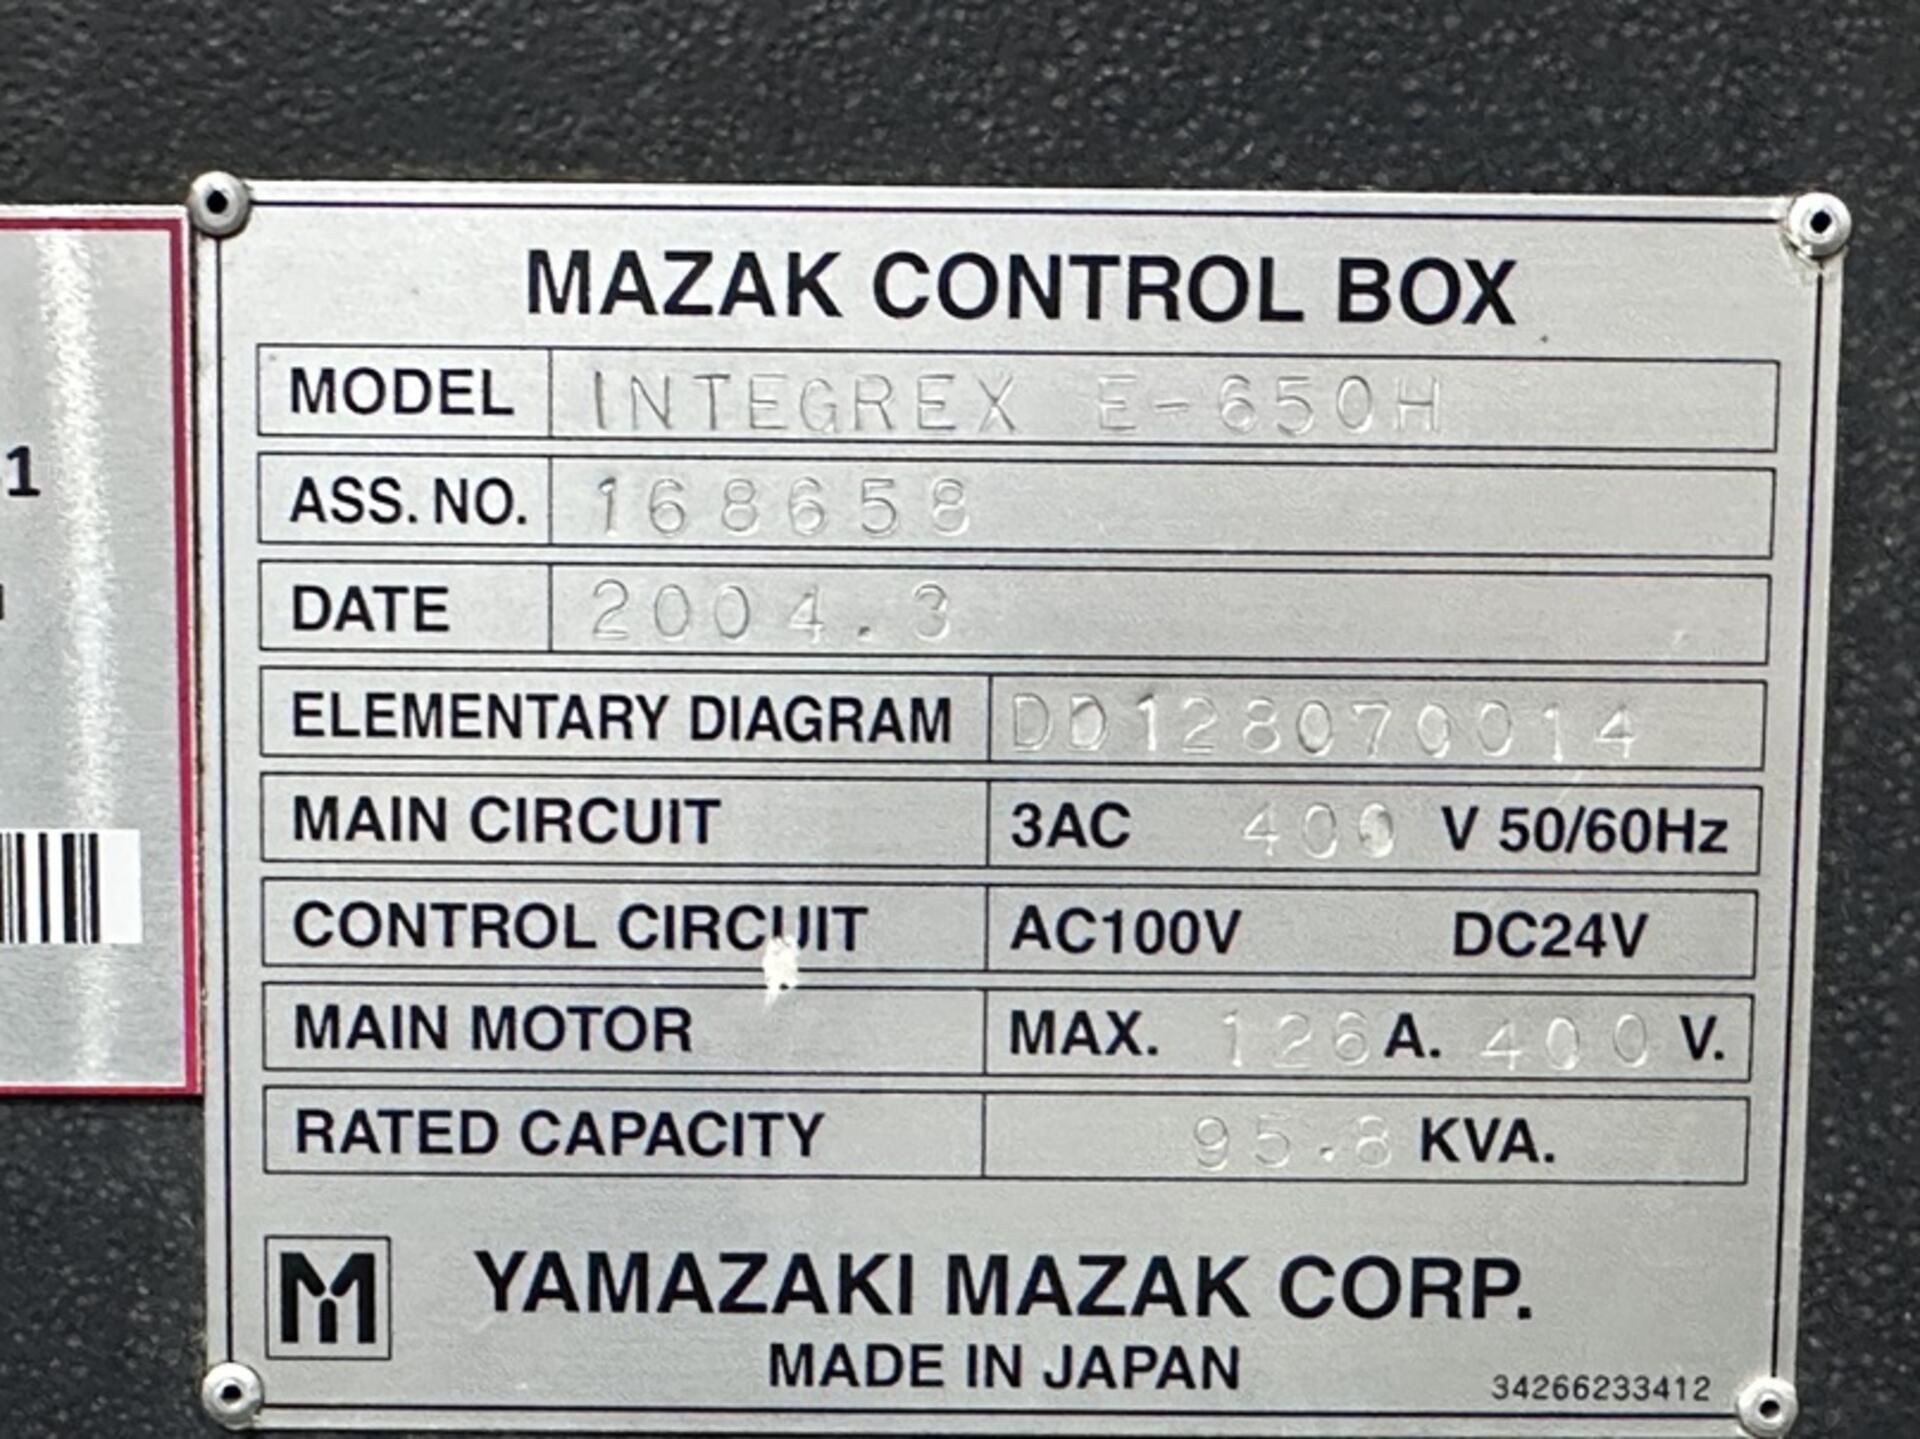 MAZAK CONTROL BOX
MODEL INTEGREX E-650H
ASS. NO. 168658
DATE 2004.3
ELEMENTARY DIAGRAM DD128070014
MAIN CIRCUIT 3AC 400 V 50/60Hz
CONTROL CIRCUIT AC100V DC24V
MAIN MOTOR MAX. 126 A. 400 V.
RATED CAPACITY 95.8 KVA.
YAMAZAKI MAZAK CORP.
MADE IN JAPAN
34266233412
1